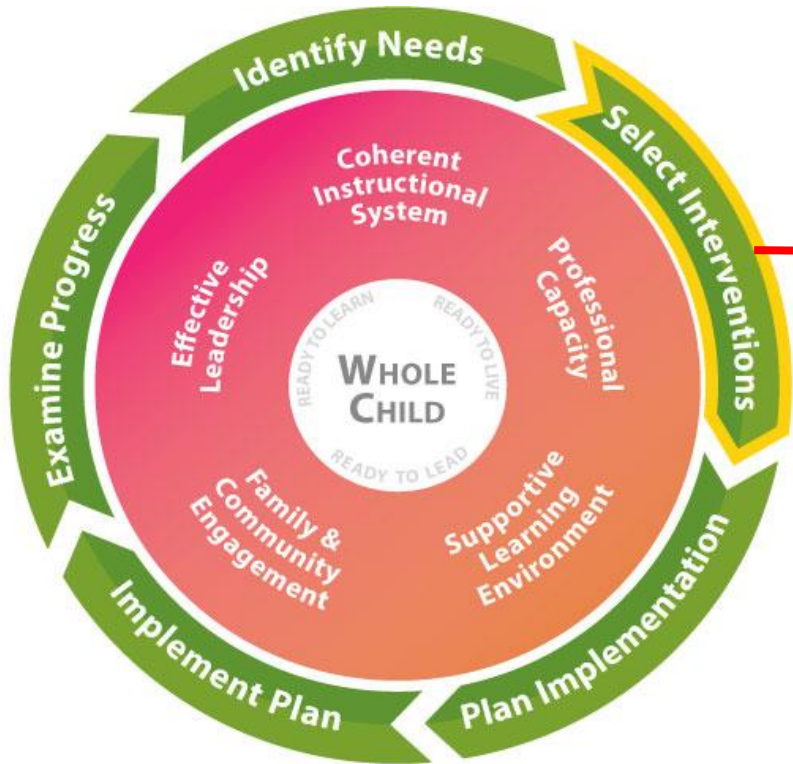 Identify Needs
Select Interventions
Plan Implementation
Implement Plan
Examine Progress
Coherent
Instructional
System
Professional
Capacity
Supportive
Learning
Environment
Family &
Community
Engagement
Effective
Leadership
READY TO LEARN
READY TO LIVE
READY TO LEAD
WHOLE
CHILD